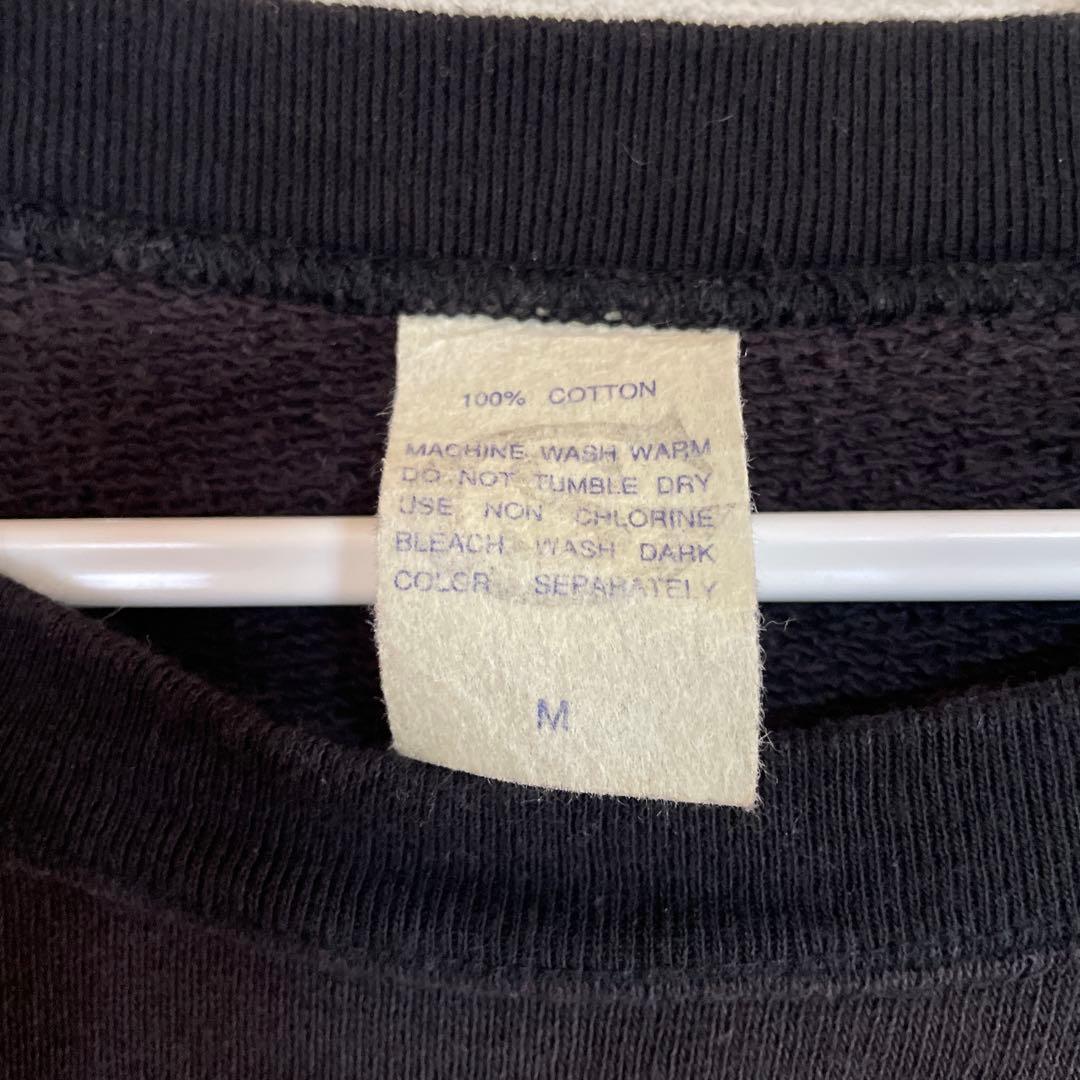 100% COTTON
MACHINE WASH WARM
DO NOT TUMBLE DRY
USE NON CHLORINE
BLEACH WASH DARK
COLOR SEPARATELY
M